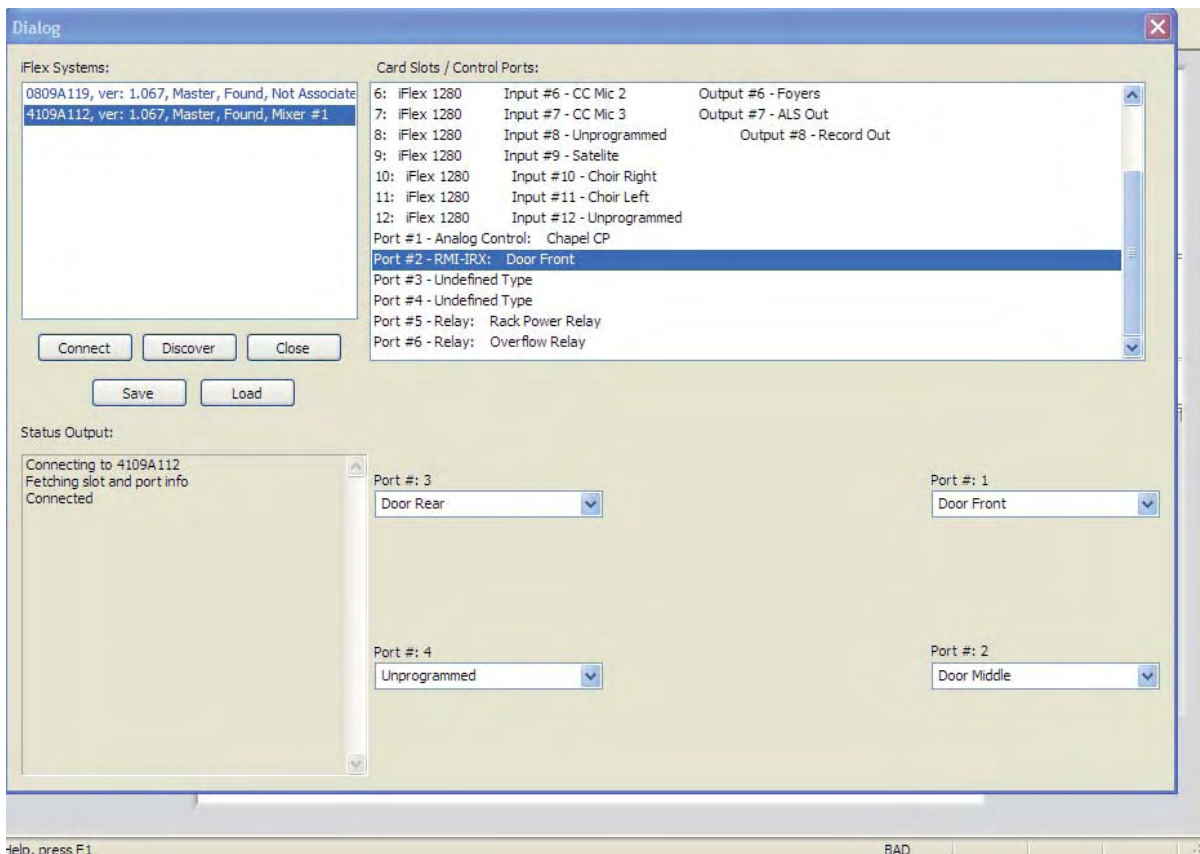 Dialog
iFlex Systems:
0809A119, ver: 1.067, Master, Found, Not Associate
4109A112, ver: 1.067, Master, Found, Mixer #1
Connect Discover Close
Save Load
Status Output:
Connecting to 4109A112
Fetching slot and port info
Connected
Card Slots / Control Ports:
6: iFlex 1280 Input #6 - CC Mic 2 Output #6 - Foyers
7: iFlex 1280 Input #7 - CC Mic 3 Output #7 - ALS Out
8: iFlex 1280 Input #8 - Unprogrammed Output #8 - Record Out
9: iFlex 1280 Input #9 - Satelite
10: iFlex 1280 Input #10 - Choir Right
11: iFlex 1280 Input #11 - Choir Left
12: iFlex 1280 Input #12 - Unprogrammed
Port #1 - Analog Control: Chapel CP
Port #2 - RMI-IRX: Door Front
Port #3 - Undefined Type
Port #4 - Undefined Type
Port #5 - Relay: Rack Power Relay
Port #6 - Relay: Overflow Relay
Port #: 3 Port #: 1
Door Rear Door Front
Port #: 4 Port #: 2
Unprogrammed Door Middle
Help, press F1 BAD